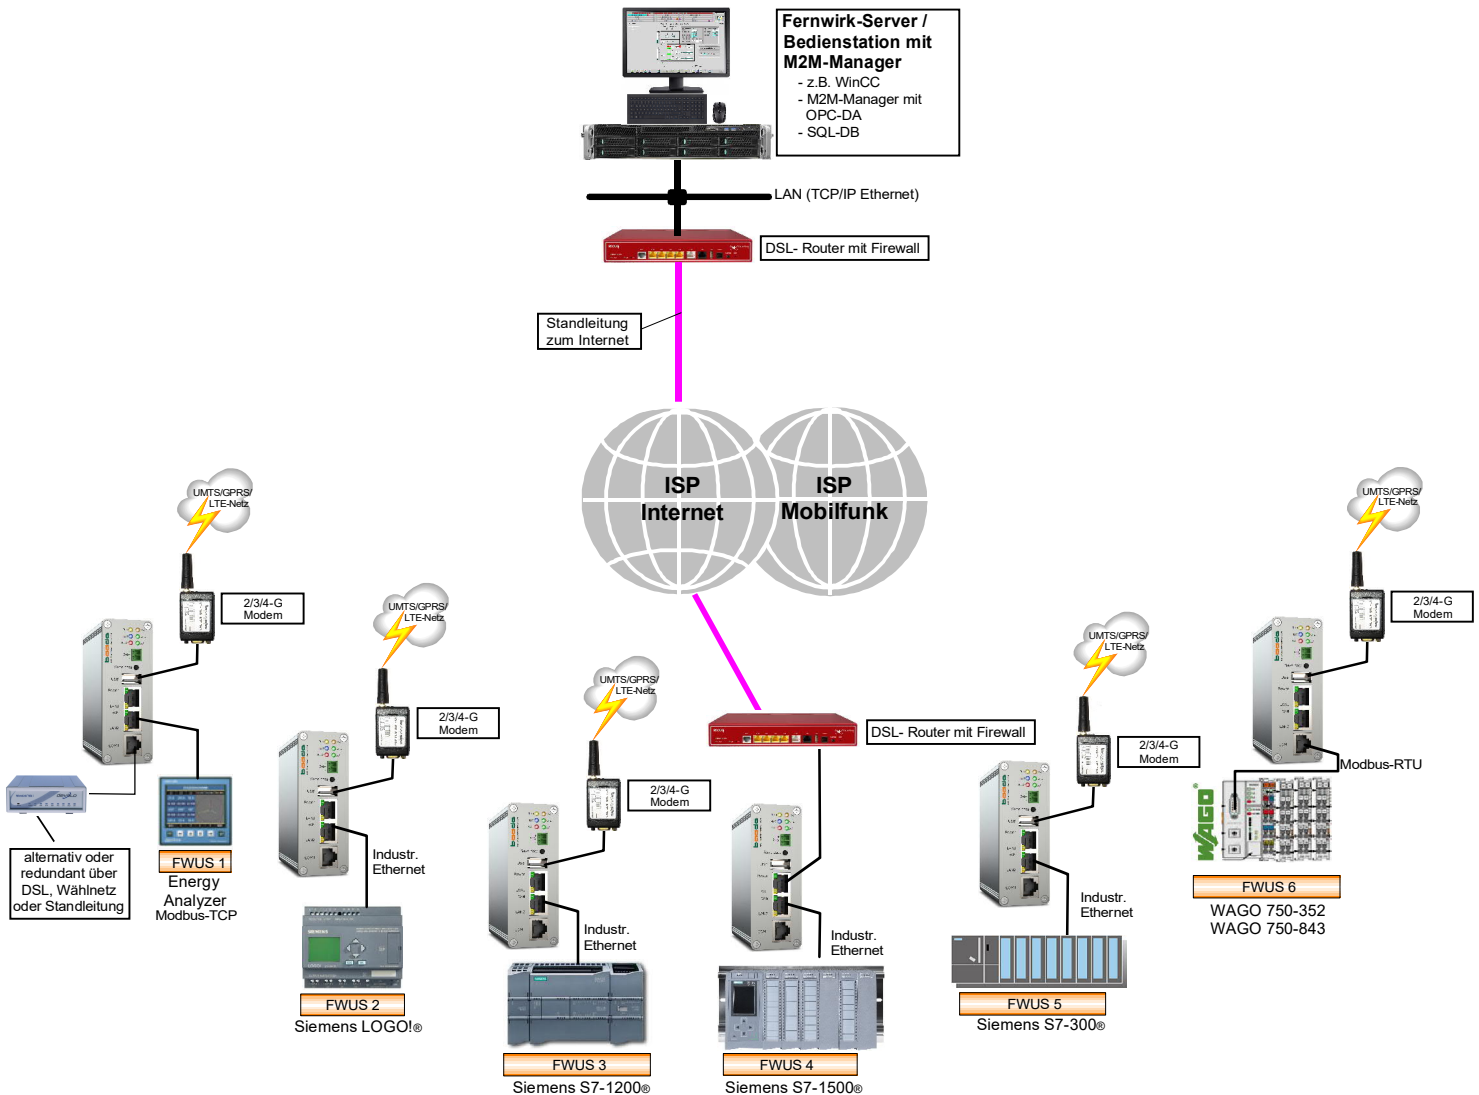 Fernwirk-Server /
Bedienstation mit
M2M-Manager
- z.B. WinCC
- M2M-Manager mit
OPC-DA
- SQL-DB
LAN (TCP/IP Ethernet)
DSL- Router mit Firewall
Standleitung
zum Internet
ISP
Internet
ISP
Mobilfunk
UMTS/GPRS/
LTE-Netz
2/3/4-G
Modem
alternativ oder
redundant über
DSL, Wählnetz
oder Standleitung
FWUS 1
Energy
Analyzer
Modbus-TCP
UMTS/GPRS/
LTE-Netz
2/3/4-G
Modem
Industr.
Ethernet
SIEMENS
FWUS 2
Siemens LOGO!®
UMTS/GPRS/
LTE-Netz
2/3/4-G
Modem
Industr.
Ethernet
FWUS 3
Siemens S7-1200®
DSL- Router mit Firewall
Industr.
Ethernet
FWUS 4
Siemens S7-1500®
UMTS/GPRS/
LTE-Netz
2/3/4-G
Modem
Industr.
Ethernet
FWUS 5
Siemens S7-300®
UMTS/GPRS/
LTE-Netz
2/3/4-G
Modem
Modbus-RTU
WAGO
FWUS 6
WAGO 750-352
WAGO 750-843